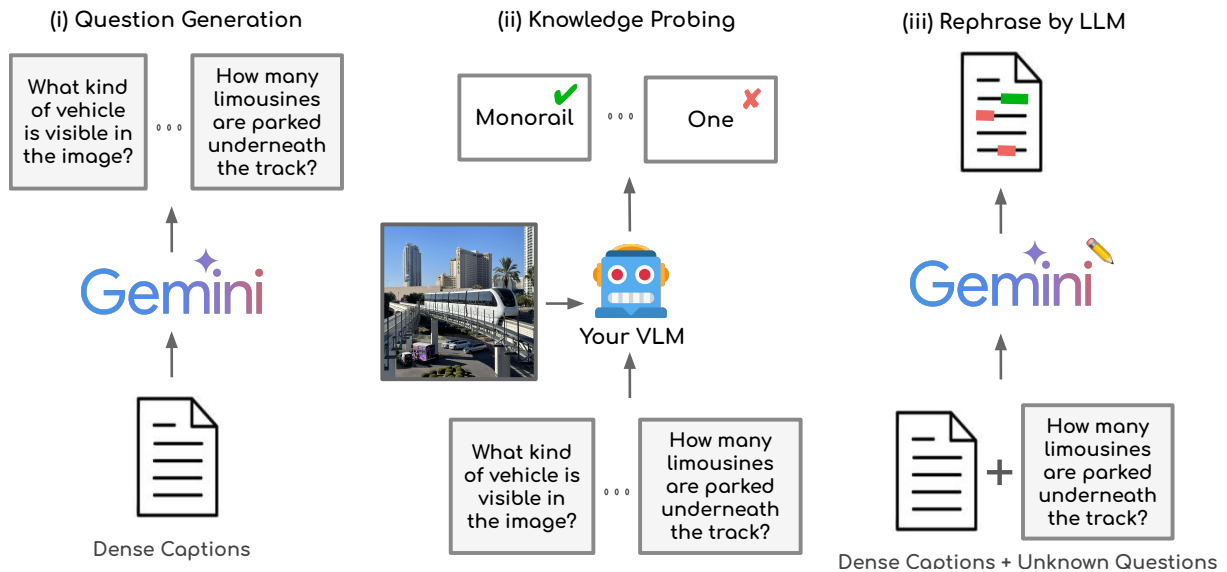 (i) Question Generation
What kind
of vehicle
is visible in
the image?
...
How many
limousines
are parked
underneath
the track?
Gemini
Dense Captions
(ii) Knowledge Probing
Monorail
...
One
Your VLM
What kind
of vehicle is
visible in
the image?
...
How many
limousines
are parked
underneath
the track?
(iii) Rephrase by LLM
Gemini
+
How many
limousines
are parked
underneath
the track?
Dense Captions + Unknown Questions